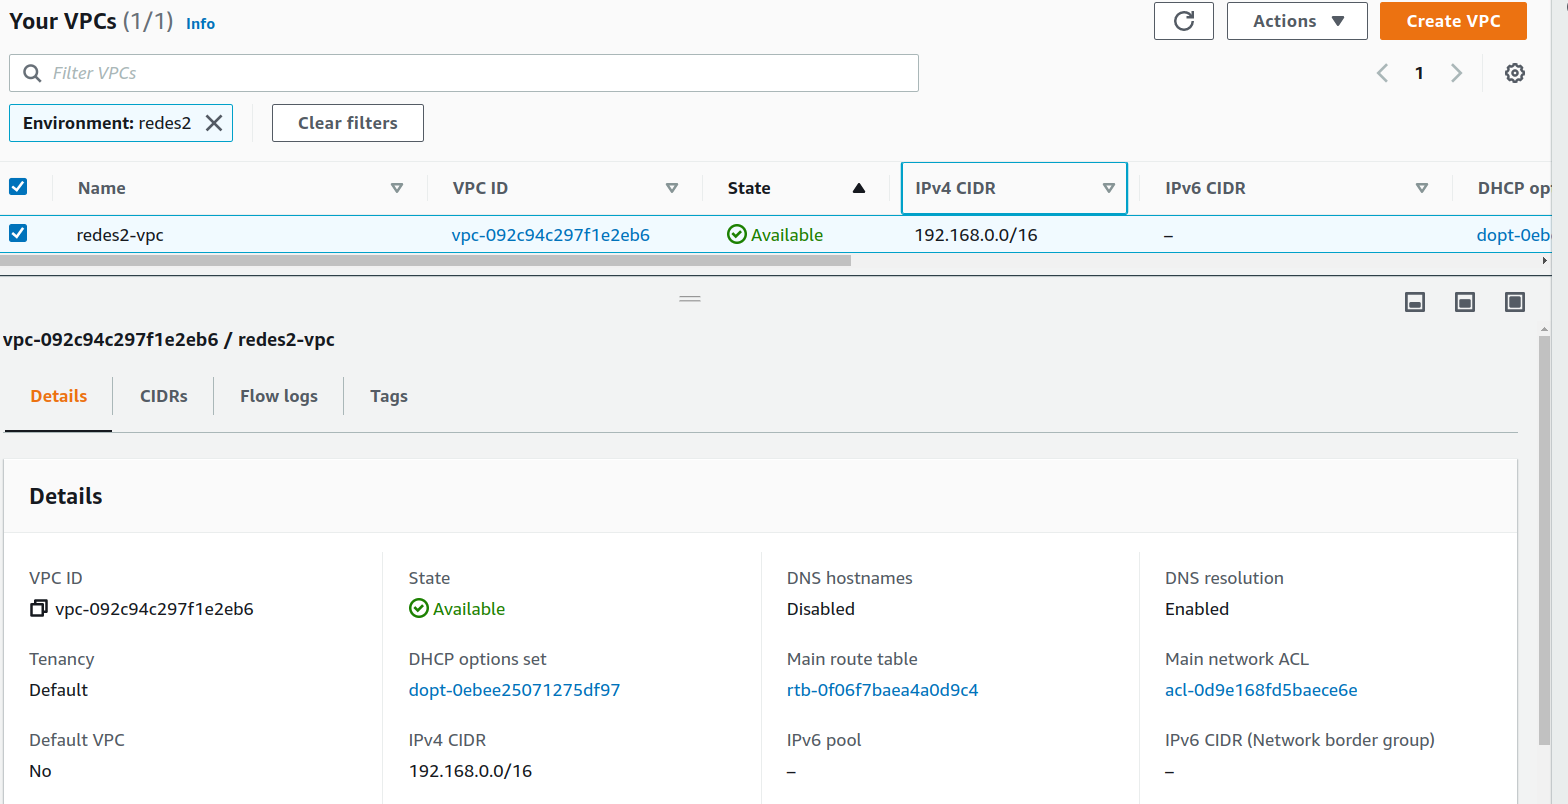 Your VPCs (1/1) Info
Actions
Create VPC
Filter VPCs
1
Environment: redes2
Clear filters
Name VPC ID State IPv4 CIDR IPv6 CIDR DHCP
redes2-vpc vpc-092c94c297f1e2eb6 Available 192.168.0.0/16 –
vpc-092c94c297f1e2eb6 / redes2-vpc
Details CIDRs Flow logs Tags
Details
VPC ID State DNS hostnames DNS resolution
vpc-092c94c297f1e2eb6 Available Disabled Enabled
Tenancy DHCP options set Main route table Main network ACL
Default dopt-0ebee25071275df97 rtb-0f06f7baea4a0d9c4 acl-0d9e168fd5baece6e
Default VPC IPv4 CIDR IPv6 pool IPv6 CIDR (Network border group)
No 192.168.0.0/16 – –